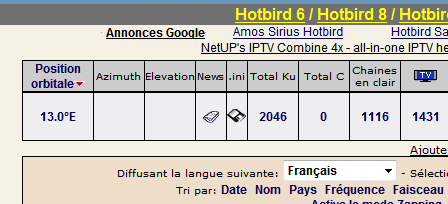 Hotbird 6 / Hotbird 8 /
Annonces Google Amos Sirius Hotbird Hotbird
NetUP's IPTV Combine 4x - all-in-one IPTV
Position orbitale Azimuth Elevation News .ini Total Ku Total C Chaines en clair TV
13.0°E 2046 0 1116 1431
Ajoute
Diffusant la langue suivante: Français - Sélecti
Tri par: Date Nom Pays Fréquence Faisceau